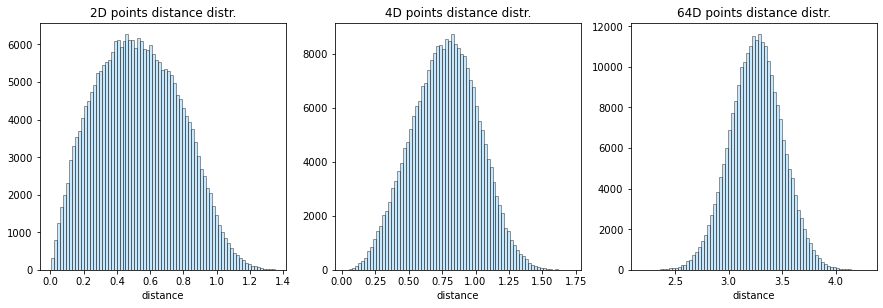 2D points distance distr.
6000
5000
4000
3000
2000
1000
0
0.0 0.2 0.4 0.6 0.8 1.0 1.2 1.4
distance
4D points distance distr.
8000
6000
4000
2000
0
0.00 0.25 0.50 0.75 1.00 1.25 1.50 1.75
distance
64D points distance distr.
12000
10000
8000
6000
4000
2000
0
2.5 3.0 3.5 4.0
distance